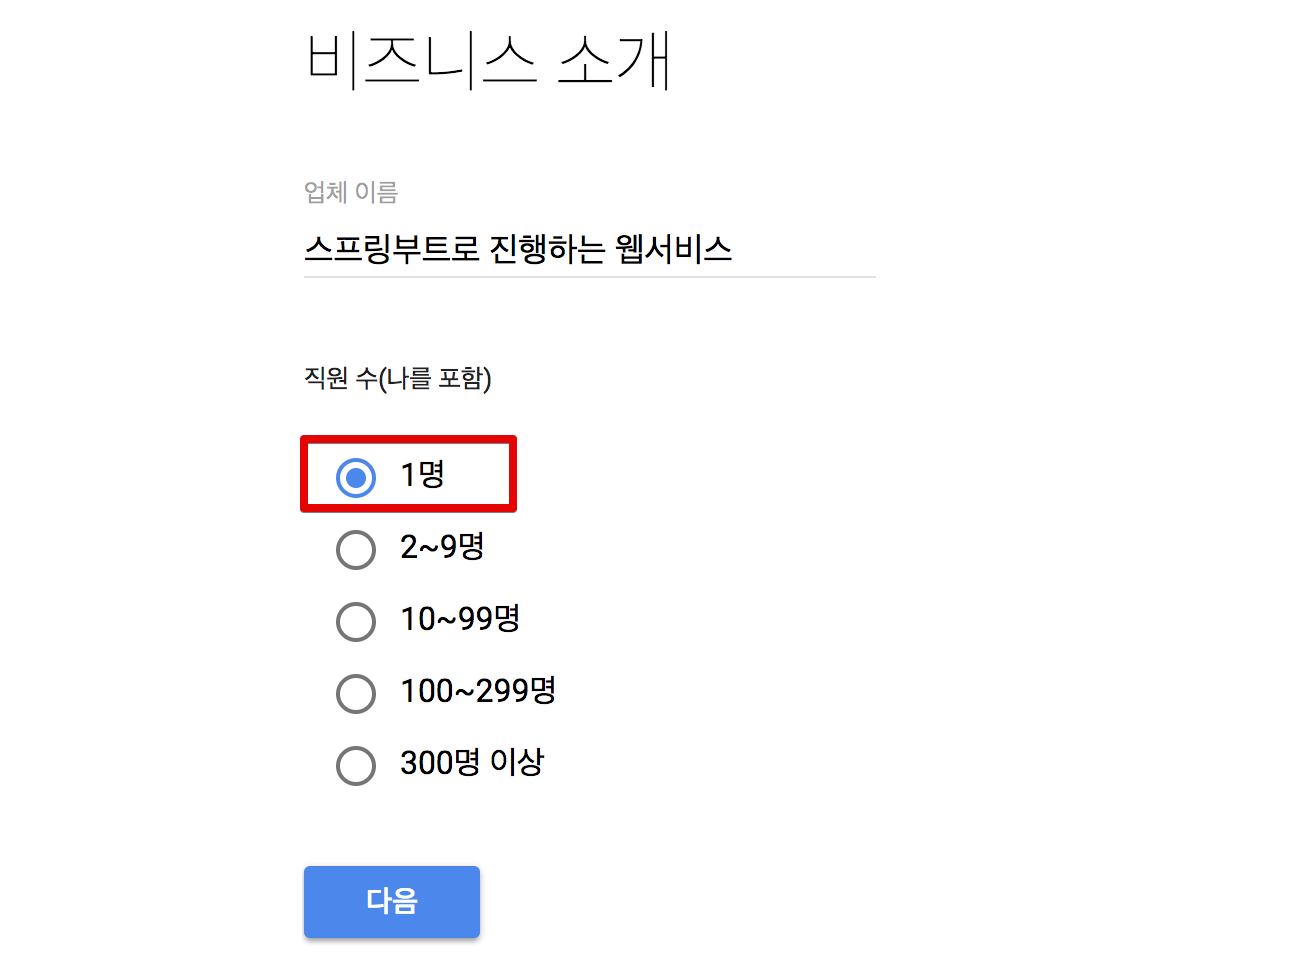 비즈니스 소개
업체 이름
스프링부트로 진행하는 웹서비스
직원 수(나를 포함)
1명
2~9명
10~99명
100~299명
300명 이상
다음